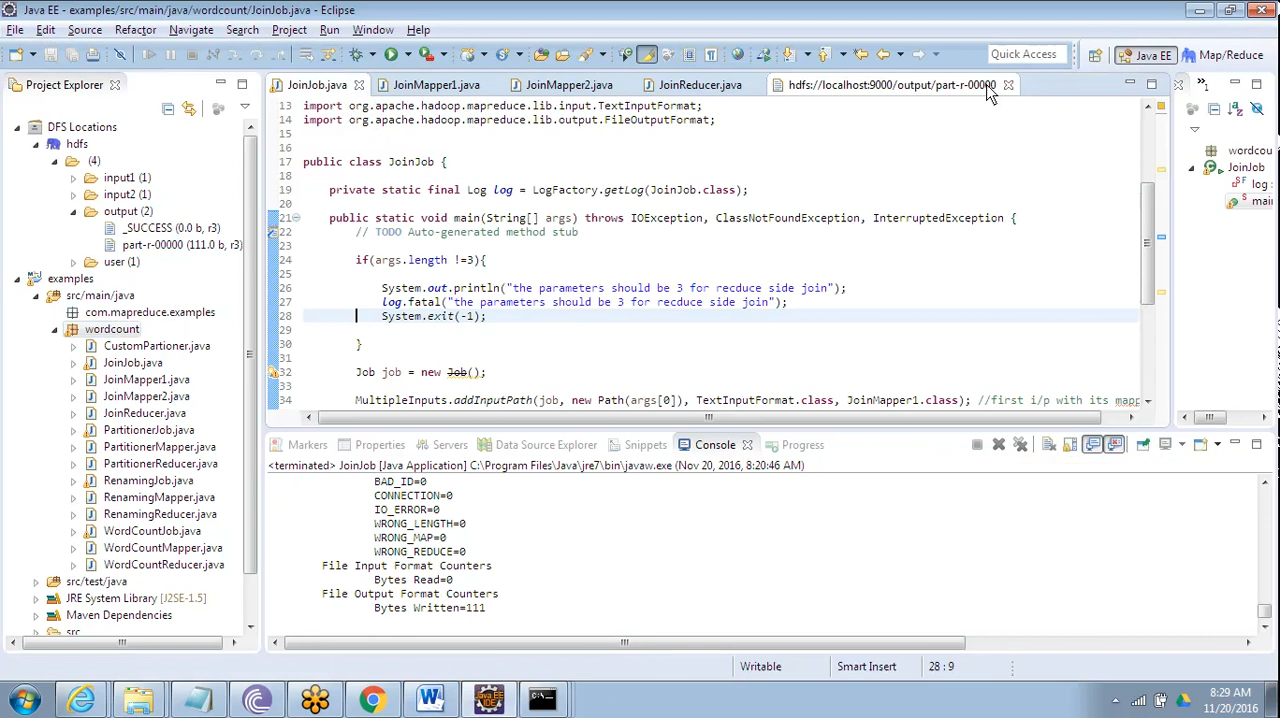 Java EE - examples/src/main/java/wordcount/JoinJob.java - Eclipse
File Edit Source Refactor Navigate Search Project Run Window Help
Quick Access
Java EE
Map/Reduce
Project Explorer
DFS Locations
hdfs
(4)
input1 (1)
input2 (1)
output (2)
_SUCCESS (0.0 b, r3)
part-r-00000 (111.0 b, r3)
user (1)
examples
src/main/java
com.mapreduce.examples
wordcount
CustomPartioner.java
JoinJob.java
JoinMapper1.java
JoinMapper2.java
JoinReducer.java
PartitionerJob.java
PartitionerMapper.java
PartitionerReducer.java
RenamingJob.java
RenamingMapper.java
RenamingReducer.java
WordCountJob.java
WordCountMapper.java
WordCountReducer.java
src/test/java
JRE System Library [J2SE-1.5]
Maven Dependencies
src
JoinJob.java JoinMapper1.java JoinMapper2.java JoinReducer.java hdfs://localhost:9000/output/part-r-00000
13 import org.apache.hadoop.mapreduce.lib.input.TextInputFormat;
14 import org.apache.hadoop.mapreduce.lib.output.FileOutputFormat;
15
16
17 public class JoinJob {
18
19 private static final Log log = LogFactory.getLog(JoinJob.class);
20
21 public static void main(String[] args) throws IOException, ClassNotFoundException, InterruptedException {
22 // TODO Auto-generated method stub
23
24 if(args.length !=3){
25
26 System.out.println("the parameters should be 3 for recduce side join");
27 log.fatal("the parameters should be 3 for recduce side join");
28 System.exit(-1);
29
30 }
31
32 Job job = new Job();
33
34 MultipleInputs.addInputPath(job, new Path(args[0]), TextInputFormat.class, JoinMapper1.class); //first i/p with its mapp
wordcou
JoinJob
log
main
Markers Properties Servers Data Source Explorer Snippets Console Progress
<terminated> JoinJob [Java Application] C:\Program Files\Java\jre7\bin\javaw.exe (Nov 20, 2016, 8:20:46 AM)
BAD_ID=0
CONNECTION=0
IO_ERROR=0
WRONG_LENGTH=0
WRONG_MAP=0
WRONG_REDUCE=0
File Input Format Counters
Bytes Read=0
File Output Format Counters
Bytes Written=111
Writable
Smart Insert
28 : 9
8:29 AM
11/20/2016